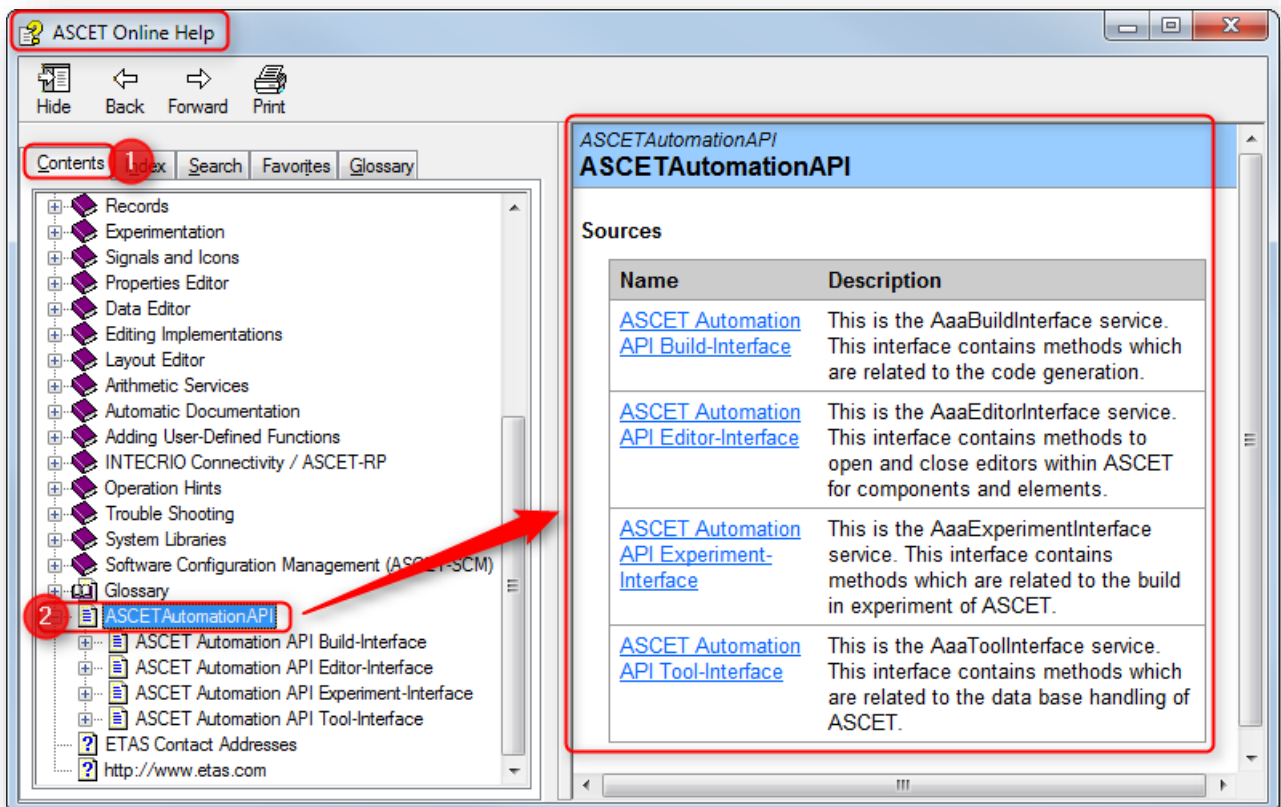 ASCET Online Help
Hide Back Forward Print
Contents 1 Index Search Favorites Glossary
Records
Experimentation
Signals and Icons
Properties Editor
Data Editor
Editing Implementations
Layout Editor
Arithmetic Services
Automatic Documentation
Adding User-Defined Functions
INTECRIO Connectivity / ASCET-RP
Operation Hints
Trouble Shooting
System Libraries
Software Configuration Management (ASCET-SCM)
Glossary
2 ASCETAutomationAPI
ASCET Automation API Build-Interface
ASCET Automation API Editor-Interface
ASCET Automation API Experiment-Interface
ASCET Automation API Tool-Interface
ETAS Contact Addresses
http://www.etas.com
ASCETAutomationAPI
ASCETAutomationAPI
Sources
Name Description
ASCET Automation This is the AaaBuildInterface service.
API Build-Interface This interface contains methods which
are related to the code generation.
ASCET Automation This is the AaaEditorInterface service.
API Editor-Interface This interface contains methods to
open and close editors within ASCET
for components and elements.
ASCET Automation This is the AaaExperimentInterface
API Experiment- service. This interface contains
Interface methods which are related to the build
in experiment of ASCET.
ASCET Automation This is the AaaToolInterface service.
API Tool-Interface This interface contains methods which
are related to the data base handling of
ASCET.